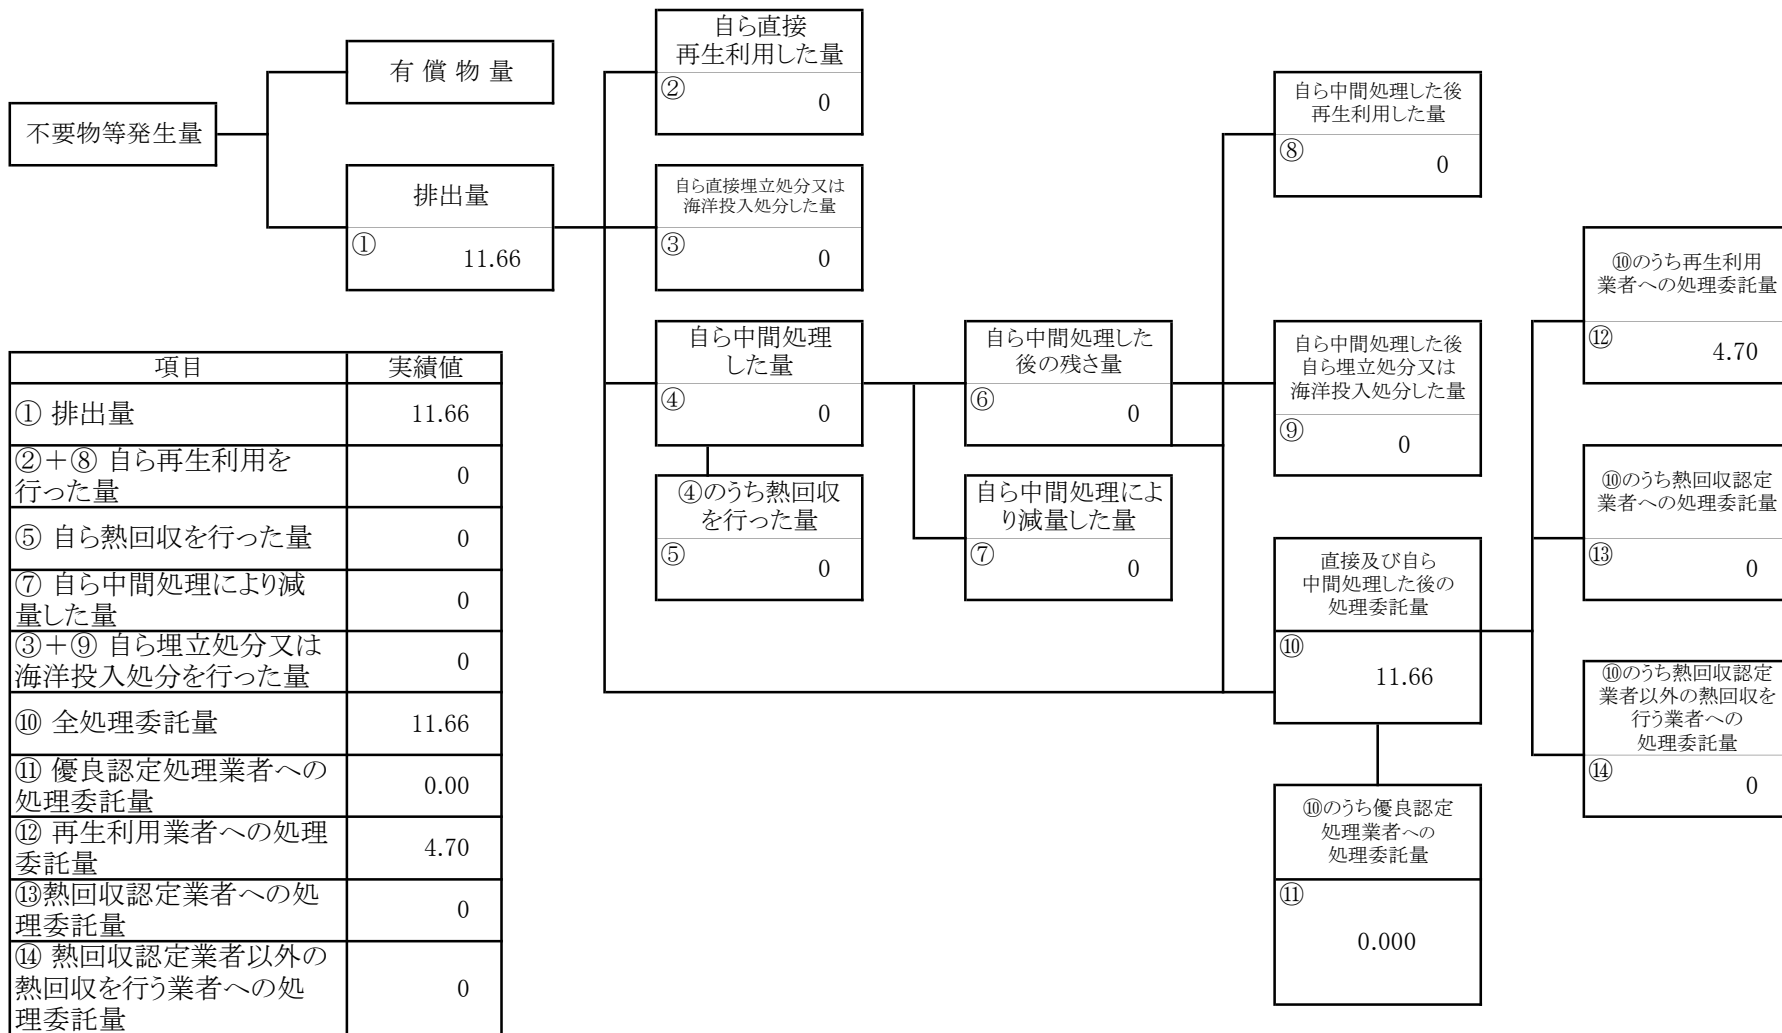 不要物等発生量
有 償 物 量
排出量
①
11.66
自ら直接
再生利用した量
②
0
自ら直接埋立処分又は
海洋投入処分した量
③
0
自ら中間処理
した量
④
0
④のうち熱回収
を行った量
⑤
0
自ら中間処理した
後の残さ量
⑥
0
自ら中間処理によ
り減量した量
⑦
0
自ら中間処理した後
再生利用した量
⑧
0
自ら中間処理した後
自ら埋立処分又は
海洋投入処分した量
⑨
0
直接及び自ら
中間処理した後の
処理委託量
⑩
11.66
⑩のうち優良認定
処理業者への
処理委託量
⑪
0.000
⑩のうち再生利用
業者への処理委託量
⑫
4.70
⑩のうち熱回収認定
業者への処理委託量
⑬
0
⑩のうち熱回収認定
業者以外の熱回収を
行う業者への
処理委託量
⑭
0
項目 実績値
① 排出量 11.66
②＋⑧ 自ら再生利用を
行った量 0
⑤ 自ら熱回収を行った量 0
⑦ 自ら中間処理により減
量した量 0
③＋⑨ 自ら埋立処分又は
海洋投入処分を行った量 0
⑩ 全処理委託量 11.66
⑪ 優良認定処理業者への
処理委託量 0.00
⑫ 再生利用業者への処理
委託量 4.70
⑬熱回収認定業者への処
理委託量 0
⑭ 熱回収認定業者以外の
熱回収を行う業者への処
理委託量 0